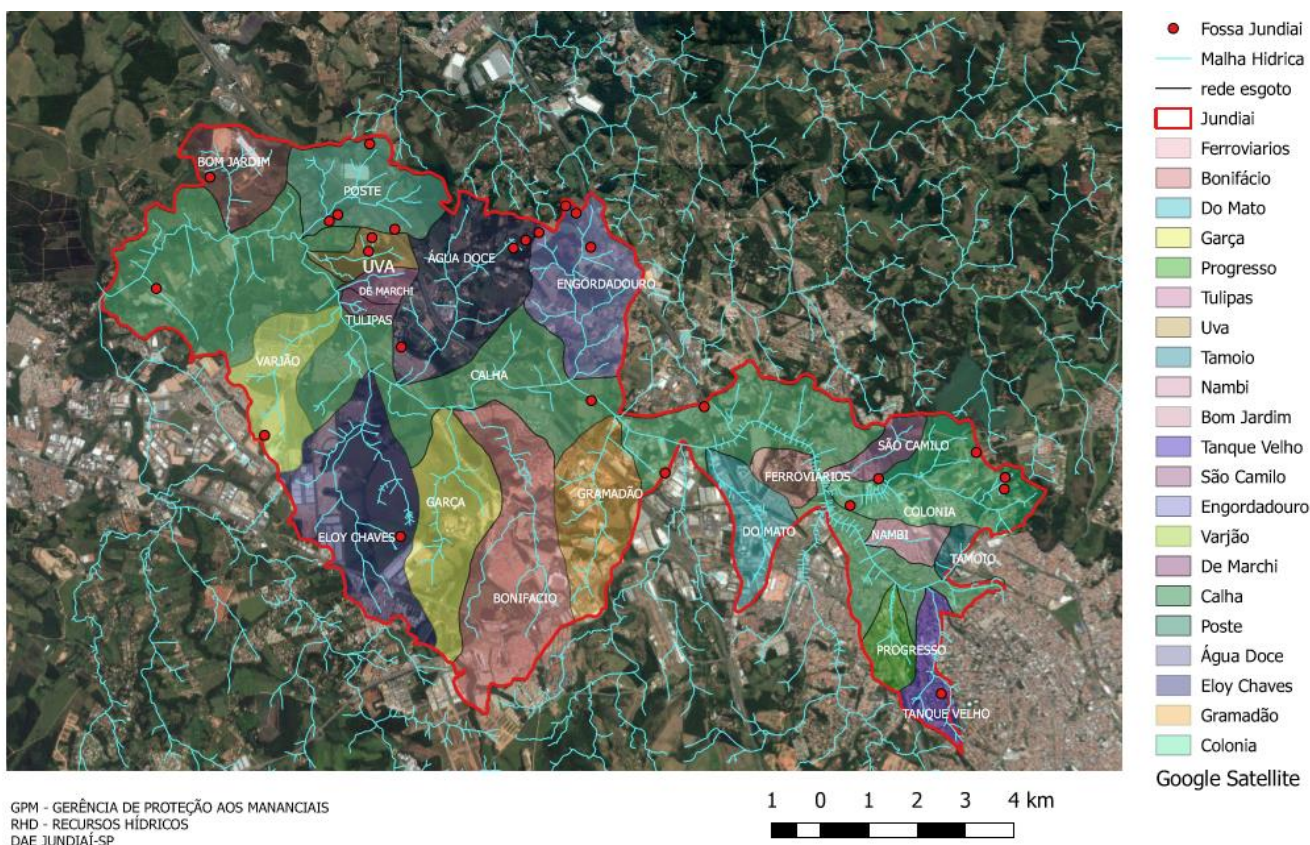 BOM JARDIM
POSTE
UVA
ÁGUA DOCE
DE MARCHI
ENGORDADOURO
TULIPAS
VARJÃO
CALHA
SÃO CAMILO
FERROVIÁRIOS
GRAMADÃO
GARÇA
COLONIA
DO MATO
NAMBI
ELOY CHAVES
TAMOIO
BONIFACIO
PROGRESSO
TANQUE VELHO
Fossa Jundiai
Malha Hidrica
rede esgoto
Jundiai
Ferroviarios
Bonifácio
Do Mato
Garça
Progresso
Tulipas
Uva
Tamoio
Nambi
Bom Jardim
Tanque Velho
São Camilo
Engordadouro
Varjão
De Marchi
Calha
Poste
Água Doce
Eloy Chaves
Gramadão
Colonia
Google Satellite
GPM - GERÊNCIA DE PROTEÇÃO AOS MANANCIAIS
RHD - RECURSOS HÍDRICOS
DAE JUNDIAÍ-SP
1 0 1 2 3 4 km